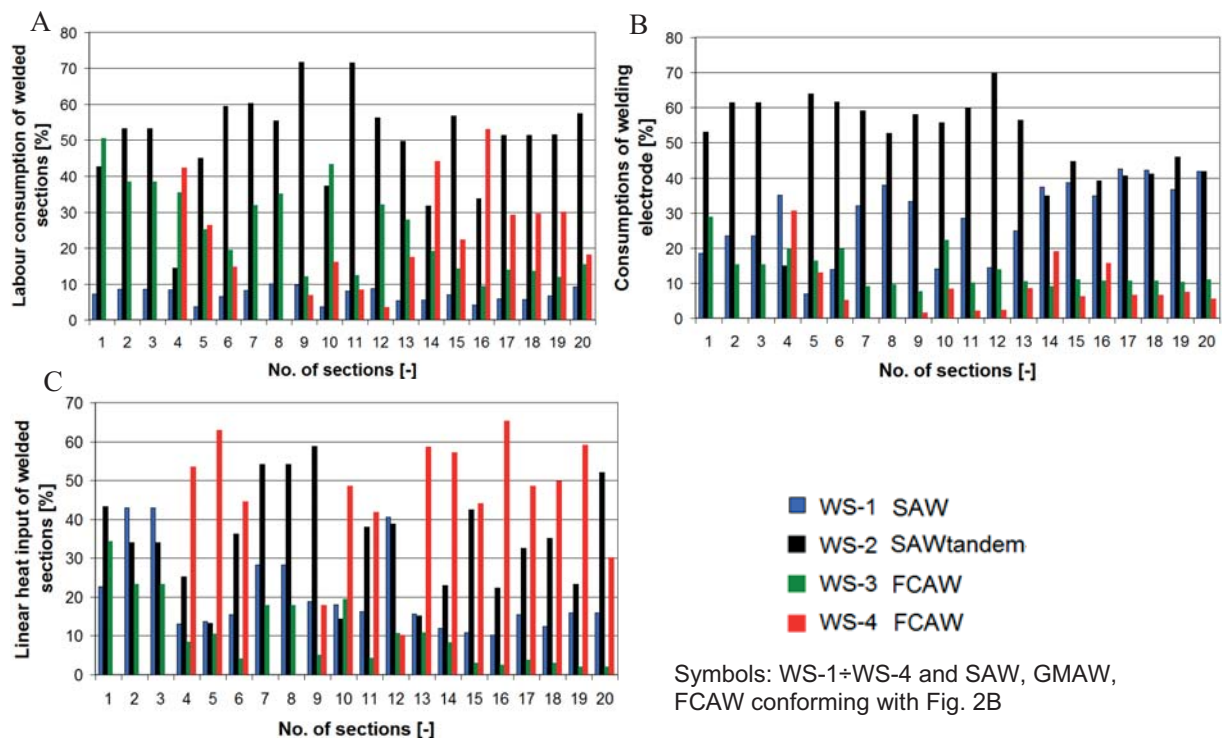 A
Labour consumption of welded
sections [%]
80
70
60
50
40
30
20
10
0
1 2 3 4 5 6 7 8 9 10 11 12 13 14 15 16 17 18 19 20
No. of sections [-]
B
Consumptions of welding
electrode [%]
80
70
60
50
40
30
20
10
0
1 2 3 4 5 6 7 8 9 10 11 12 13 14 15 16 17 18 19 20
No. of sections [-]
C
Linear heat input of welded
sections [%]
70
60
50
40
30
20
10
0
1 2 3 4 5 6 7 8 9 10 11 12 13 14 15 16 17 18 19 20
No. of sections [-]
WS-1 SAW
WS-2 SAWtandem
WS-3 FCAW
WS-4 FCAW
Symbols: WS-1÷WS-4 and SAW, GMAW,
FCAW conforming with Fig. 2B